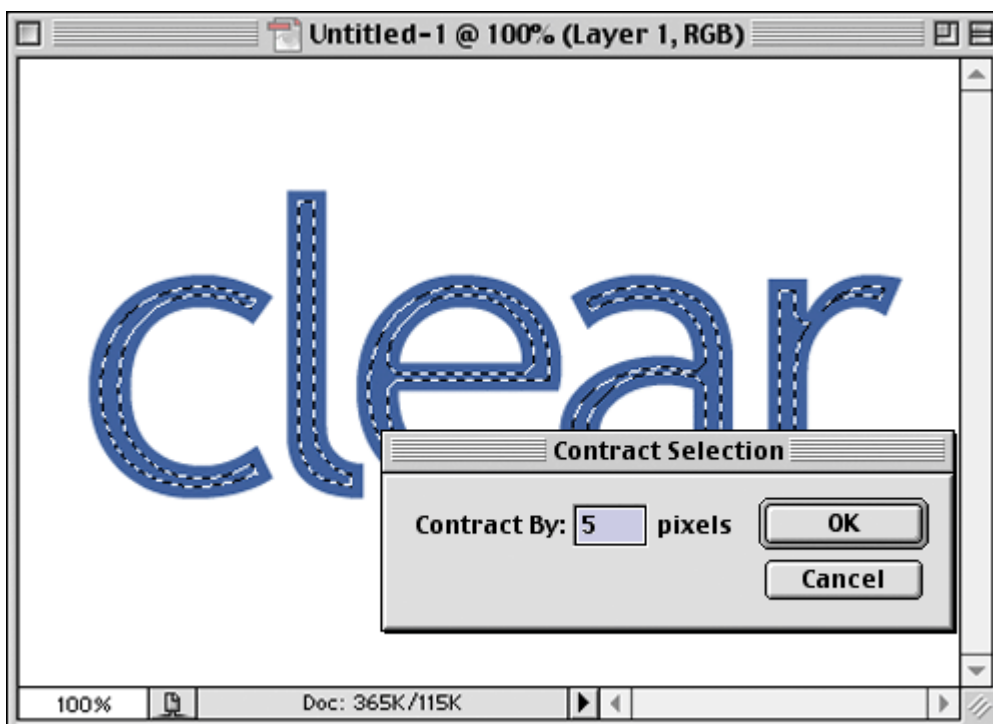 Untitled-1 @ 100% (Layer 1, RGB)
clear
Contract Selection
Contract By: 5 pixels
OK
Cancel
100%
Doc: 365K/115K